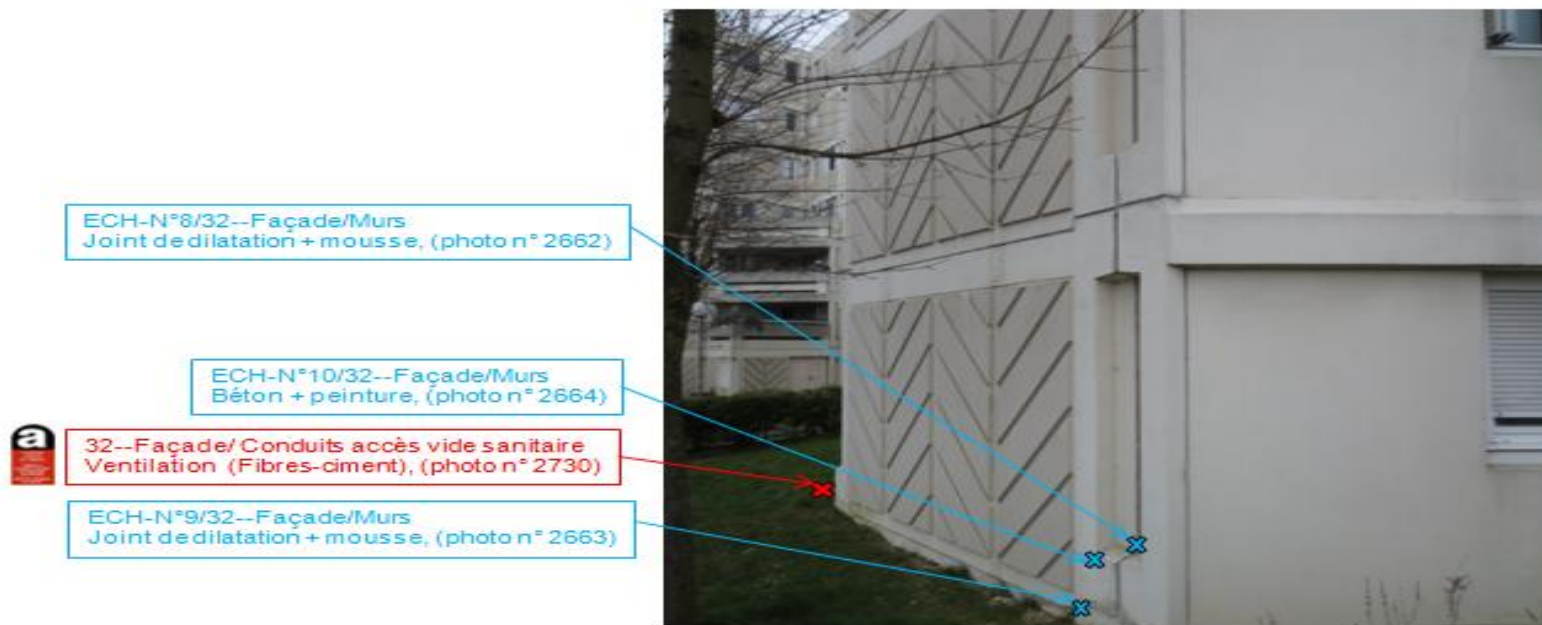 ECH-N°8/32--Façade/Murs
Joint de dilatation + mousse, (photo n° 2662)
ECH-N°10/32--Façade/Murs
Béton + peinture, (photo n° 2664)
a
32--Façade/ Conduits accès vide sanitaire
Ventilation (Fibres-ciment), (photo n° 2730)
ECH-N°9/32--Façade/Murs
Joint de dilatation + mousse, (photo n° 2663)